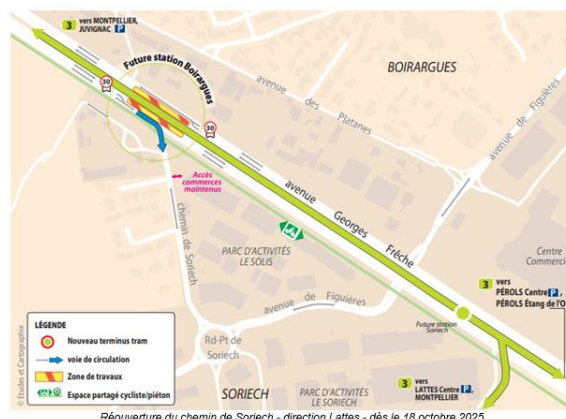 3 vers MONTPELLIER,
JUVIGNAC P
Future station Boirargues
BOIRARGUES
30
30
avenue des Platanes
avenue de Figuières
Accès
commerces
maintenus
avenue Georges Frêche
chemin de Soriech
PARC D'ACTIVITÉS
LE SOLIS
Centre
3 vers
PÉROLS Centre P,
PÉROLS Étang de l'O
avenue de Figuières
Future station
Soriech
LÉGENDE
Nouveau terminus tram
voie de circulation
Zone de travaux
Espace partagé cycliste/piéton
Rd-Pt de
Soriech
SORIECH
PARC D'ACTIVITÉS
LE SORIECH
3 vers
LATTES Centre P,
MONTPELLIER
© Etudes et Cartographie
Réouverture du chemin de Soriech - direction Lattes - dès le 18 octobre 2025